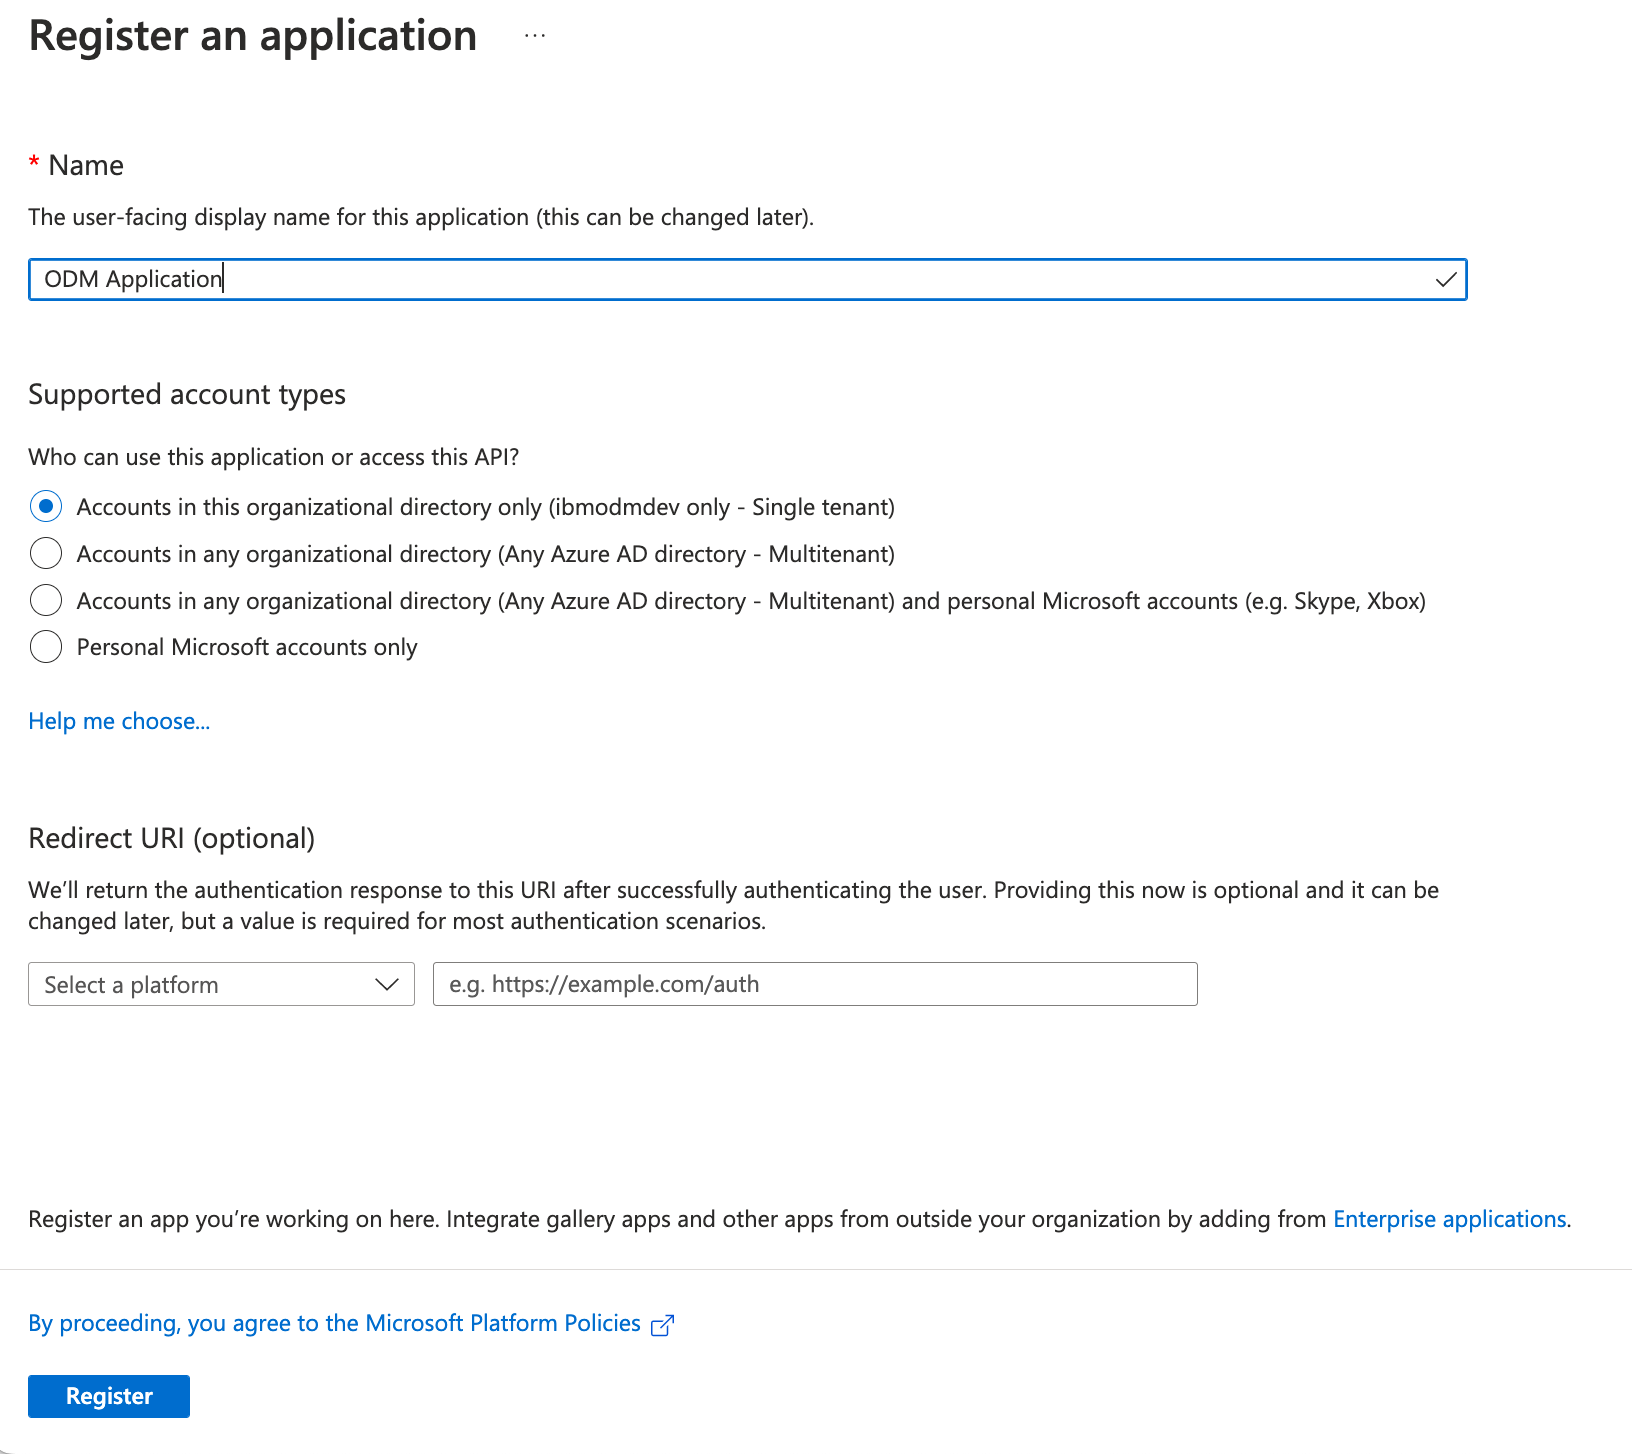 Register an application ...
* Name
The user-facing display name for this application (this can be changed later).
ODM Application
Supported account types
Who can use this application or access this API?
Accounts in this organizational directory only (ibmodmdev only - Single tenant)
Accounts in any organizational directory (Any Azure AD directory - Multitenant)
Accounts in any organizational directory (Any Azure AD directory - Multitenant) and personal Microsoft accounts (e.g. Skype, Xbox)
Personal Microsoft accounts only
Help me choose...
Redirect URI (optional)
We’ll return the authentication response to this URI after successfully authenticating the user. Providing this now is optional and it can be
changed later, but a value is required for most authentication scenarios.
Select a platform e.g. https://example.com/auth
Register an app you’re working on here. Integrate gallery apps and other apps from outside your organization by adding from Enterprise applications.
By proceeding, you agree to the Microsoft Platform Policies
Register